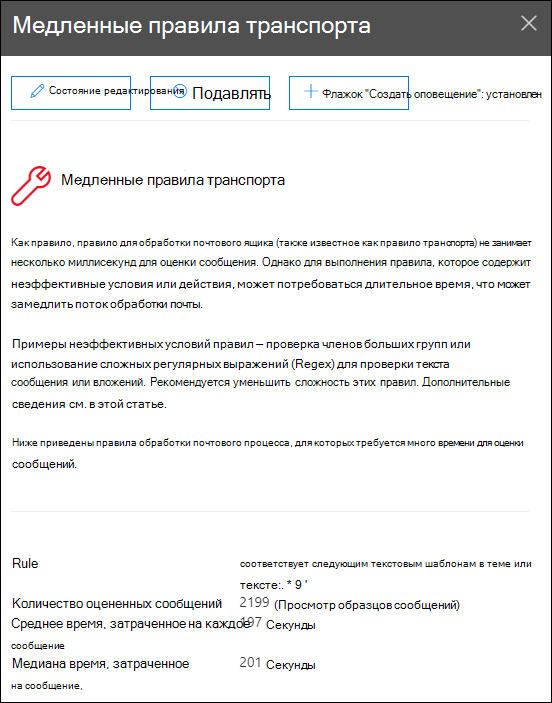 Медленные правила транспорта
Состояние редактирования Подавлять Флажок "Создать оповещение": установлен
Медленные правила транспорта
Как правило, правило для обработки почтового ящика (также известное как правило транспорта) не занимает
несколько миллисекунд для оценки сообщения. Однако для выполнения правила, которое содержит
неэффективные условия или действия, может потребоваться длительное время, что может
замедлить поток обработки почты.
Примеры неэффективных условий правил – проверка членов больших групп или
использование сложных регулярных выражений (Regex) для проверки текста
сообщения или вложений. Рекомендуется уменьшить сложность этих правил. Дополнительные
сведения см. в этой статье.
Ниже приведены правила обработки почтового процесса, для которых требуется много времени для оценки
сообщений.
Rule соответствует следующим текстовым шаблонам в теме или
тексте:. * 9 '
Количество оцененных сообщений 2199 (Просмотр образцов сообщений)
Среднее время, затраченное на каждое 197 Секунды
сообщение
Медиана время, затраченное 201 Секунды
на сообщение,